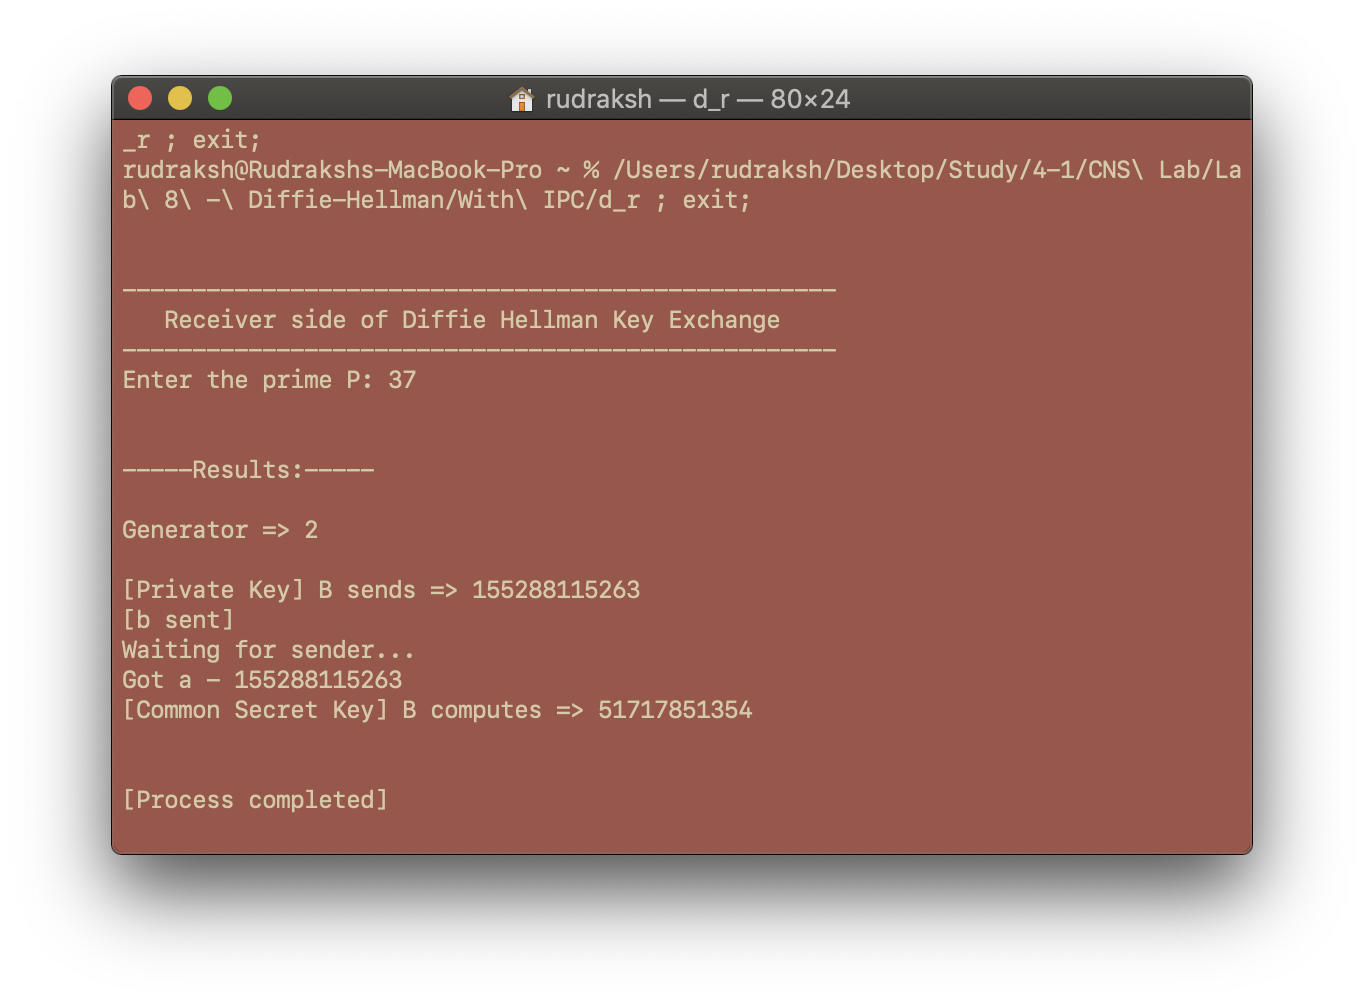 rudraksh — d_r — 80×24
_r ; exit;
rudraksh@Rudrakshs-MacBook-Pro ~ % /Users/rudraksh/Desktop/Study/4-1/CNS\ Lab/La
b\ 8\ -\ Diffie-Hellman/With\ IPC/d_r ; exit;
---------------------------------------------------
Receiver side of Diffie Hellman Key Exchange
---------------------------------------------------
Enter the prime P: 37
-----Results:-----
Generator => 2
[Private Key] B sends => 155288115263
[b sent]
Waiting for sender...
Got a - 155288115263
[Common Secret Key] B computes => 51717851354
[Process completed]